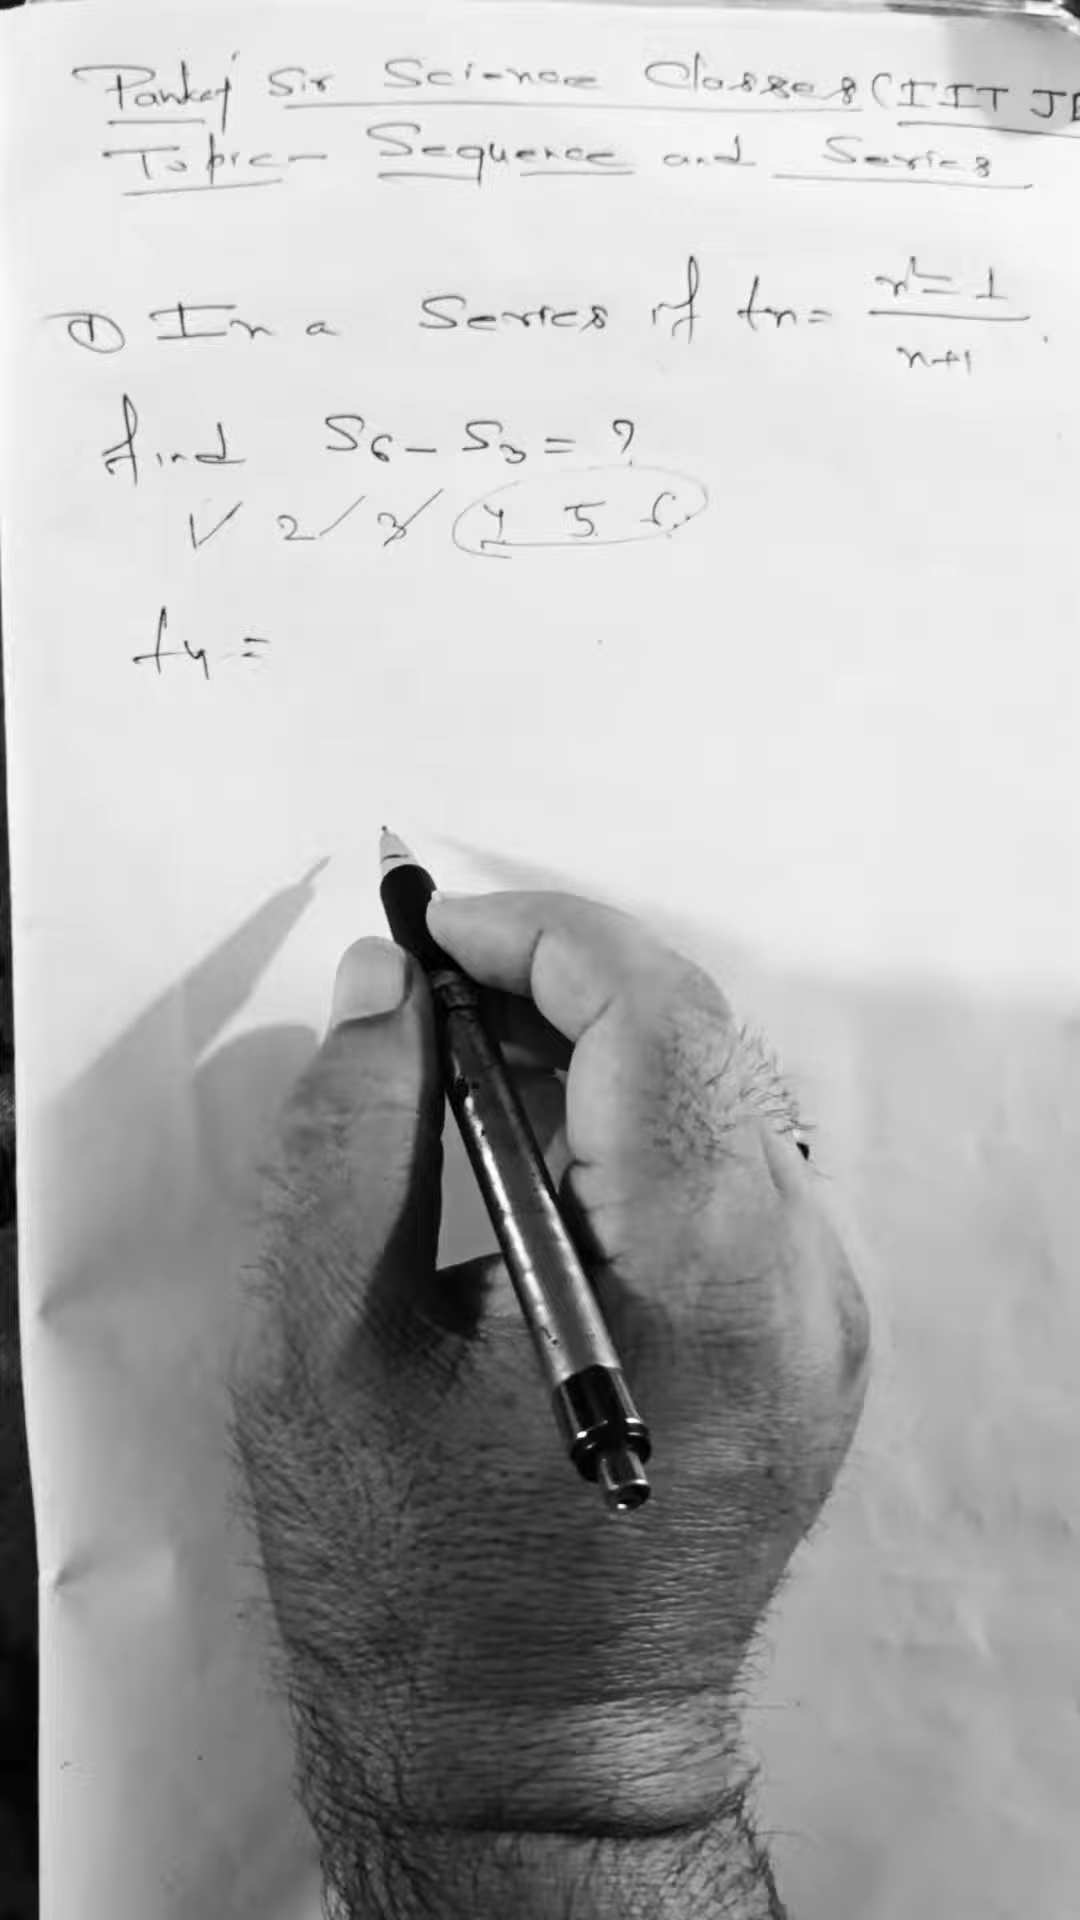 Pankaj Sir Science Classes (IIT JE
Topic - Sequence and Series
① In a Series if tn = n²-1/n+1.
find S6 - S3 = ?
1 2 3 4 5 6
t4 =